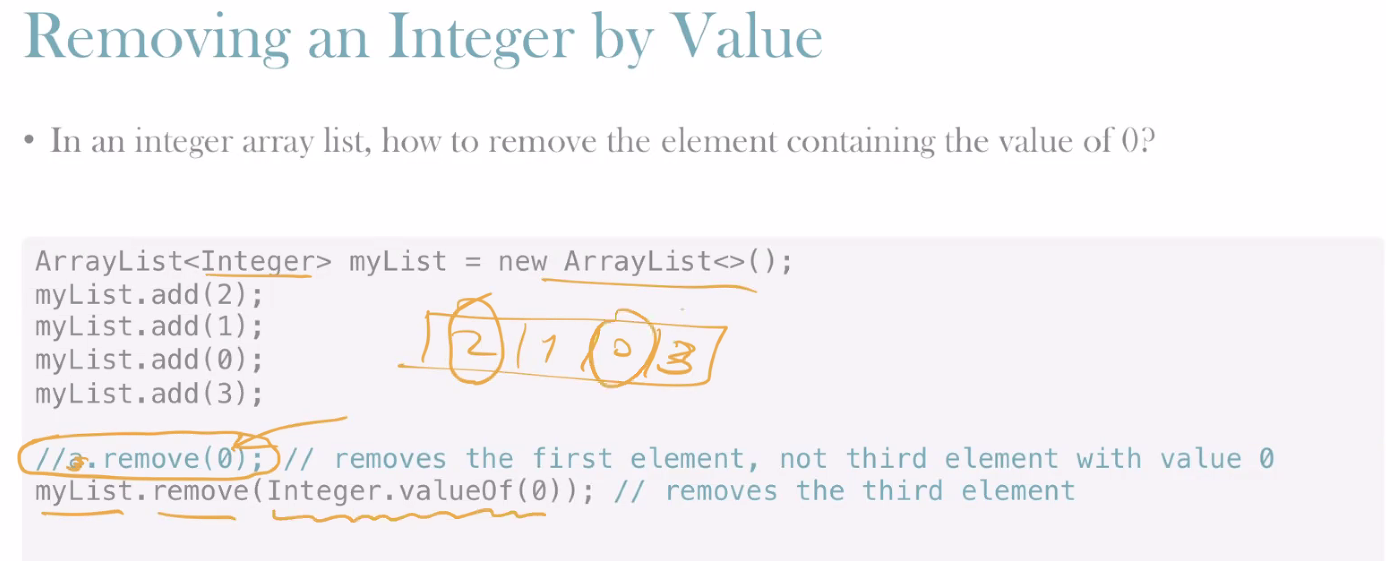 Removing an Integer by Value
• In an integer array list, how to remove the element containing the value of 0?
ArrayList<Integer> myList = new ArrayList<>();
myList.add(2);
myList.add(1);
2 1 0 3
myList.add(0);
myList.add(3);
//a.remove(0); // removes the first element, not third element with value 0
myList.remove(Integer.valueOf(0)); // removes the third element